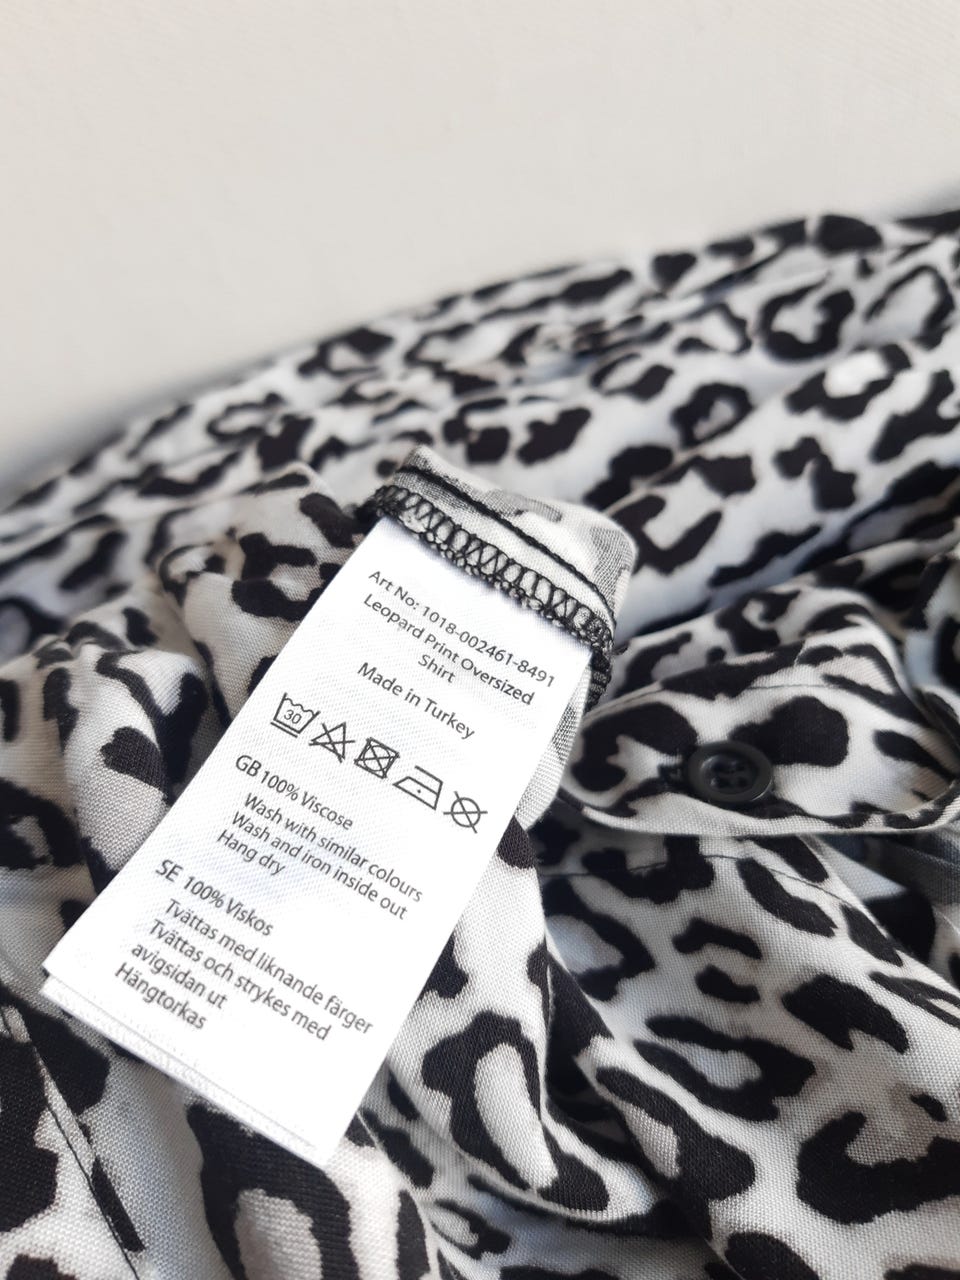 Art No: 1018-002461-8491
Leopard Print Oversized
Shirt
Made in Turkey
30
GB 100% Viscose
Wash with similar colours
Wash and iron inside out
Hang dry
SE 100% Viskos
Tvättas med liknande färger
Tvättas och strykes med
avigsidan ut
Hängtorkas